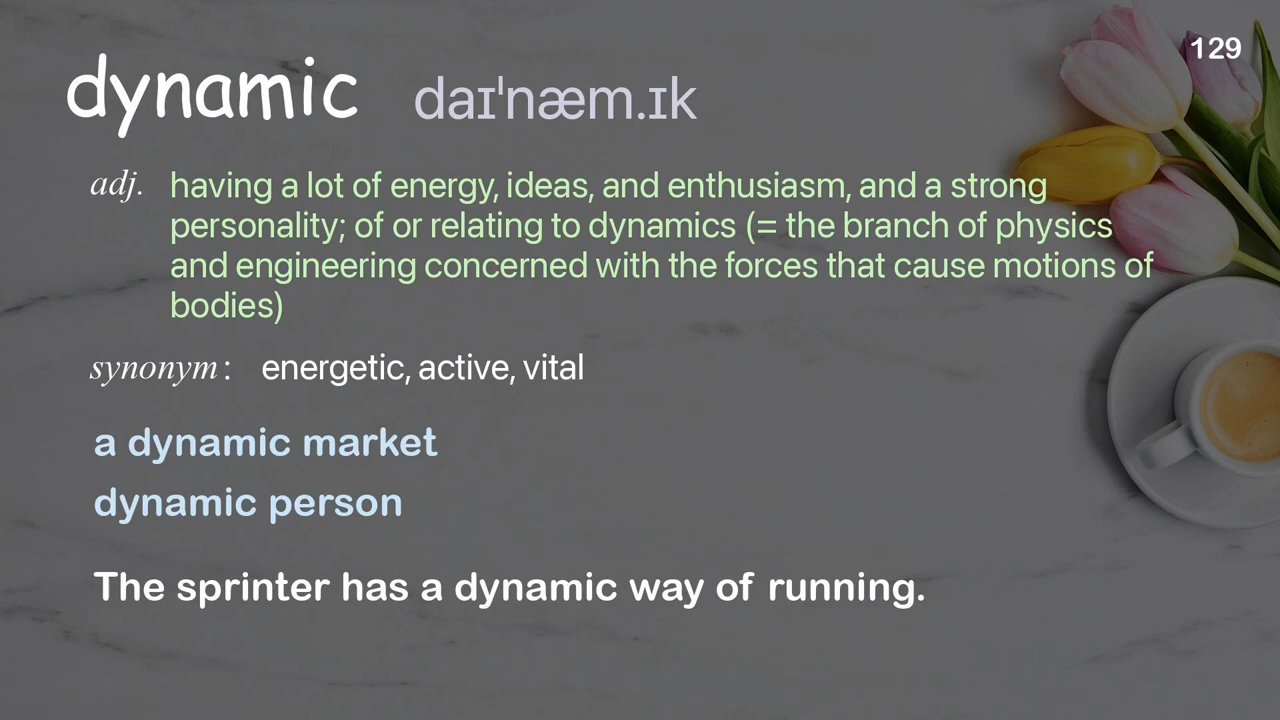 129
dynamic daɪˈnæm.ɪk
adj. having a lot of energy, ideas, and enthusiasm, and a strong
personality; of or relating to dynamics (= the branch of physics
and engineering concerned with the forces that cause motions of
bodies)
synonym: energetic, active, vital
a dynamic market
dynamic person
The sprinter has a dynamic way of running.